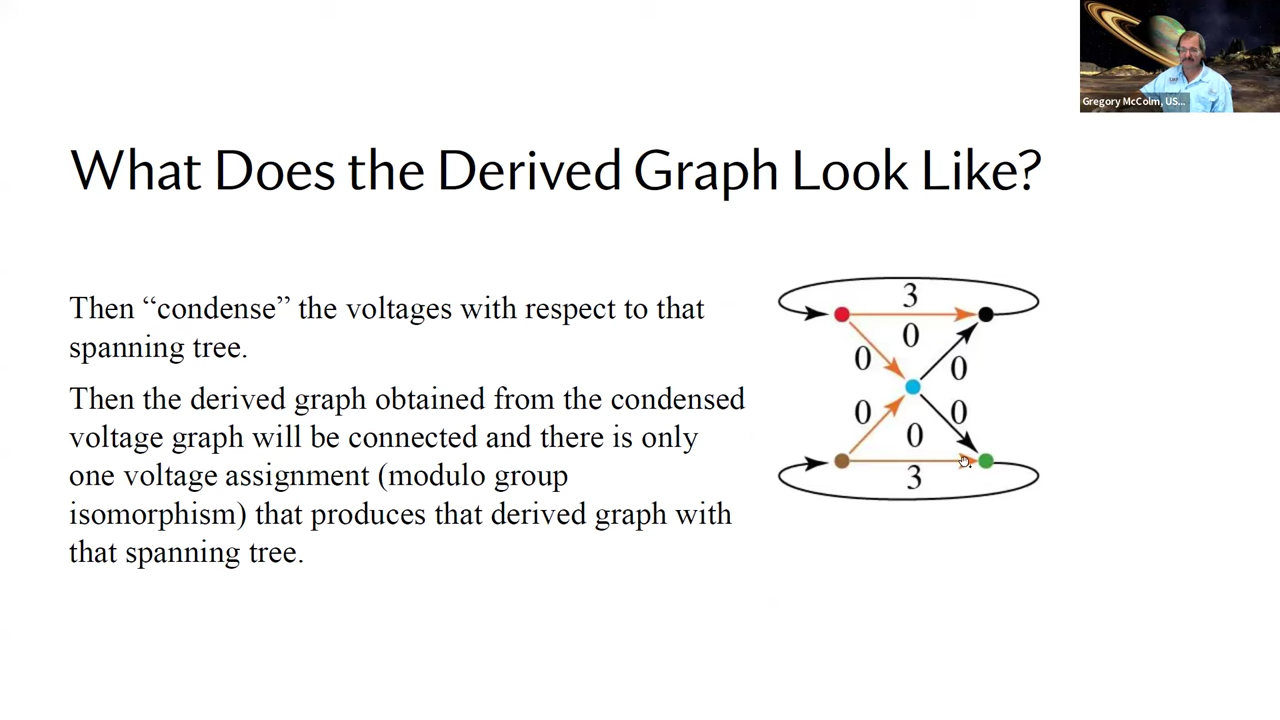 Gregory McColm, US...
What Does the Derived Graph Look Like?
Then “condense” the voltages with respect to that
spanning tree.
Then the derived graph obtained from the condensed
voltage graph will be connected and there is only
one voltage assignment (modulo group
isomorphism) that produces that derived graph with
that spanning tree.
3
0
0 0
0 0
0
3